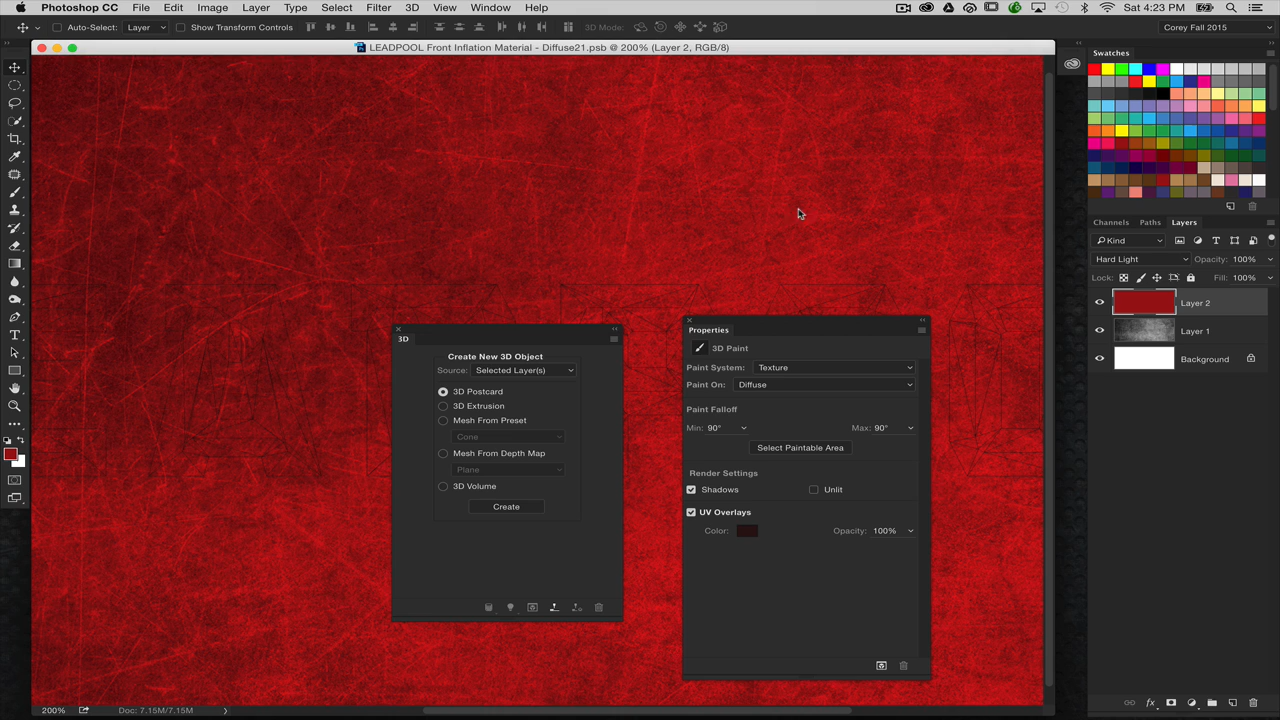 Photoshop CC File Edit Image Layer Type Select Filter 3D View Window Help
Sat 4:23 PM
Auto-Select: Layer Show Transform Controls 3D Mode: Corey Fall 2015
LEADPOOL Front Inflation Material - Diffuse21.psb @ 200% (Layer 2, RGB/8)
Swatches
Channels Paths Layers
Kind
Hard Light Opacity: 100%
Lock: Fill: 100%
Layer 2
Layer 1
Background
3D
Create New 3D Object
Source: Selected Layer(s)
3D Postcard
3D Extrusion
Mesh From Preset
Cone
Mesh From Depth Map
Plane
3D Volume
Create
Properties
3D Paint
Paint System: Texture
Paint On: Diffuse
Paint Falloff
Min: 90° Max: 90°
Select Paintable Area
Render Settings
Shadows Unlit
UV Overlays
Color: Opacity: 100%
200% Doc: 7.15M/7.15M
fx